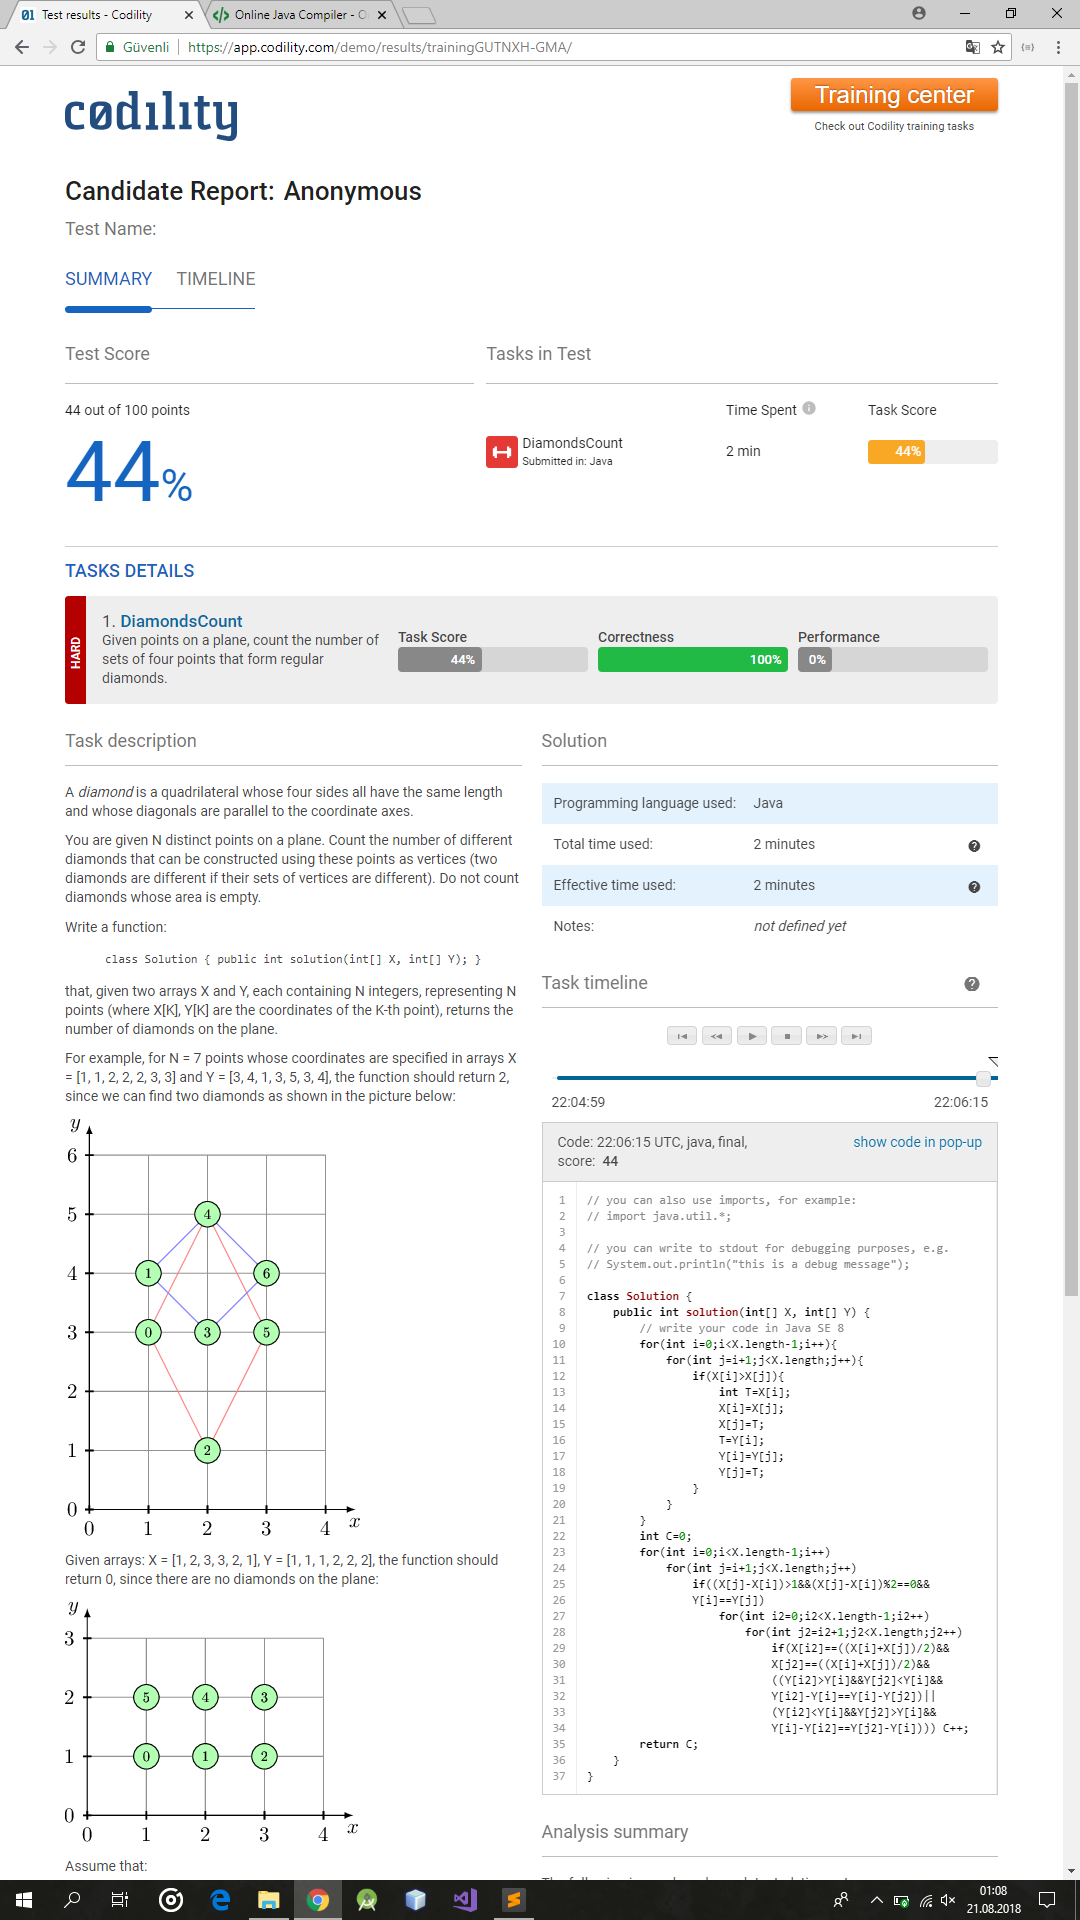 Test results - Codility
Online Java Compiler - O
Güvenli
https://app.codility.com/demo/results/trainingGUTNXH-GMA/
codility
Training center
Check out Codility training tasks
Candidate Report: Anonymous
Test Name:
SUMMARY TIMELINE
Test Score
Tasks in Test
44 out of 100 points
44%
Time Spent
Task Score
DiamondsCount
Submitted in: Java
2 min
44%
TASKS DETAILS
HARD
1. DiamondsCount
Given points on a plane, count the number of
sets of four points that form regular
diamonds.
Task Score
44%
Correctness
100%
Performance
0%
Task description
A diamond is a quadrilateral whose four sides all have the same length
and whose diagonals are parallel to the coordinate axes.
You are given N distinct points on a plane. Count the number of different
diamonds that can be constructed using these points as vertices (two
diamonds are different if their sets of vertices are different). Do not count
diamonds whose area is empty.
Write a function:
class Solution { public int solution(int[] X, int[] Y); }
that, given two arrays X and Y, each containing N integers, representing N
points (where X[K], Y[K] are the coordinates of the K-th point), returns the
number of diamonds on the plane.
For example, for N = 7 points whose coordinates are specified in arrays X
= [1, 1, 2, 2, 2, 3, 3] and Y = [3, 4, 1, 3, 5, 3, 4], the function should return 2,
since we can find two diamonds as shown in the picture below:
y
6
5
4
3
2
1
0
4
1 6
0 3 5
2
0 1 2 3 4 x
Given arrays: X = [1, 2, 3, 3, 2, 1], Y = [1, 1, 1, 2, 2, 2], the function should
return 0, since there are no diamonds on the plane:
y
3
2
1
0
5 4 3
0 1 2
0 1 2 3 4 x
Assume that:
Solution
Programming language used: Java
Total time used: 2 minutes
Effective time used: 2 minutes
Notes: not defined yet
Task timeline
22:04:59
22:06:15
Code: 22:06:15 UTC, java, final,
score: 44
show code in pop-up
1 // you can also use imports, for example:
2 // import java.util.*;
3
4 // you can write to stdout for debugging purposes, e.g.
5 // System.out.println("this is a debug message");
6
7 class Solution {
8 public int solution(int[] X, int[] Y) {
9 // write your code in Java SE 8
10 for(int i=0;i<X.length-1;i++){
11 for(int j=i+1;j<X.length;j++){
12 if(X[i]>X[j]){
13 int T=X[i];
14 X[i]=X[j];
15 X[j]=T;
16 T=Y[i];
17 Y[i]=Y[j];
18 Y[j]=T;
19 }
20 }
21 }
22 int C=0;
23 for(int i=0;i<X.length-1;i++)
24 for(int j=i+1;j<X.length;j++)
25 if((X[j]-X[i])>1&&(X[j]-X[i])%2==0&&
26 Y[i]==Y[j])
27 for(int i2=0;i2<X.length-1;i2++)
28 for(int j2=i2+1;j2<X.length;j2++)
29 if(X[i2]==((X[i]+X[j])/2)&&
30 X[j2]==((X[i]+X[j])/2)&&
31 ((Y[i2]>Y[i]&&Y[j2]<Y[i]&&
32 Y[i2]-Y[i]==Y[i]-Y[j2])||
33 (Y[i2]<Y[i]&&Y[j2]>Y[i]&&
34 Y[i]-Y[i2]==Y[j2]-Y[i]))) C++;
35 return C;
36 }
37 }
Analysis summary
01:08
21.08.2018